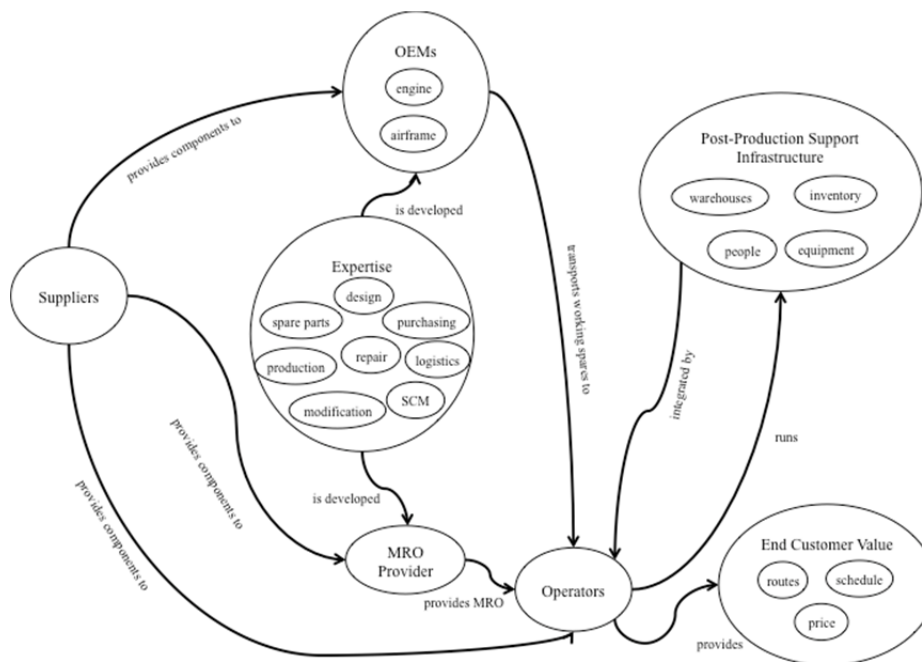 OEMs
engine
airframe
provides components to
is developed
Post-Production Support
Infrastructure
warehouses
inventory
people
equipment
Suppliers
Expertise
design
spare parts
purchasing
production
repair
logistics
modification
SCM
transports working spares to
integrated by
runs
provides components to
provides components to
is developed
MRO
Provider
provides MRO
Operators
End Customer Value
routes
schedule
price
provides